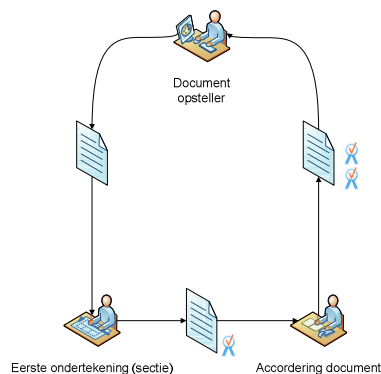 Document
opsteller
Eerste ondertekening (sectie)
Accordering document